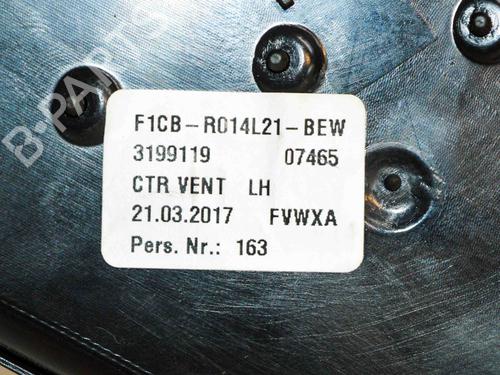 B-PARTS
F1CB-R014L21-BEW
3199119 07465
CTR VENT LH
21.03.2017 FVWXA
Pers. Nr.: 163